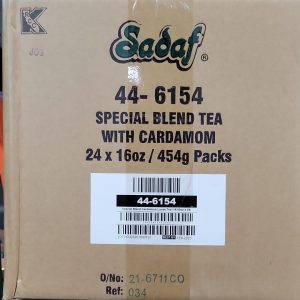 K
Sadaf®
44- 6154
SPECIAL BLEND TEA
WITH CARDAMOM
24 x 16oz / 454g Packs
44-6154
O/No: 21-6711CO
Ref: 034